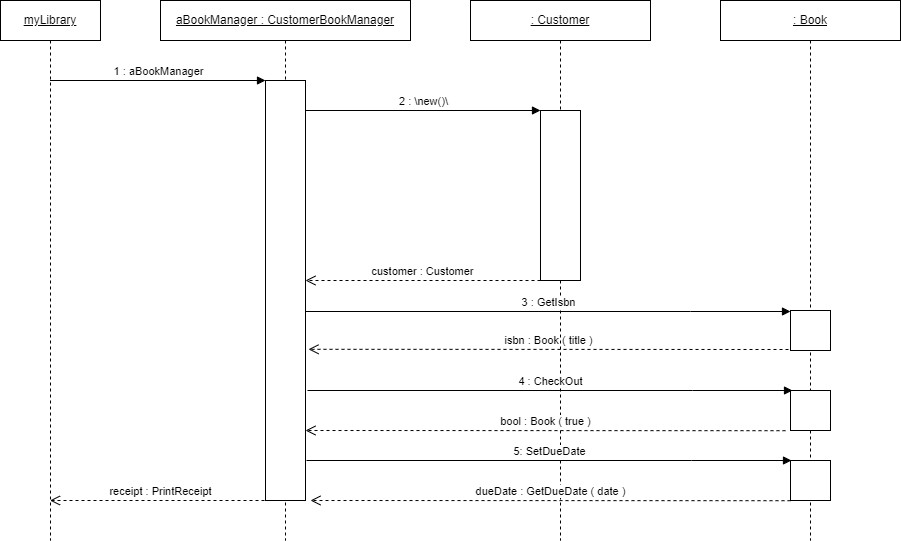 myLibrary
aBookManager : CustomerBookManager
: Customer
: Book
1 : aBookManager
2 : \new()\
customer : Customer
3 : GetIsbn
isbn : Book ( title )
4 : CheckOut
bool : Book ( true )
5: SetDueDate
receipt : PrintReceipt
dueDate : GetDueDate ( date )